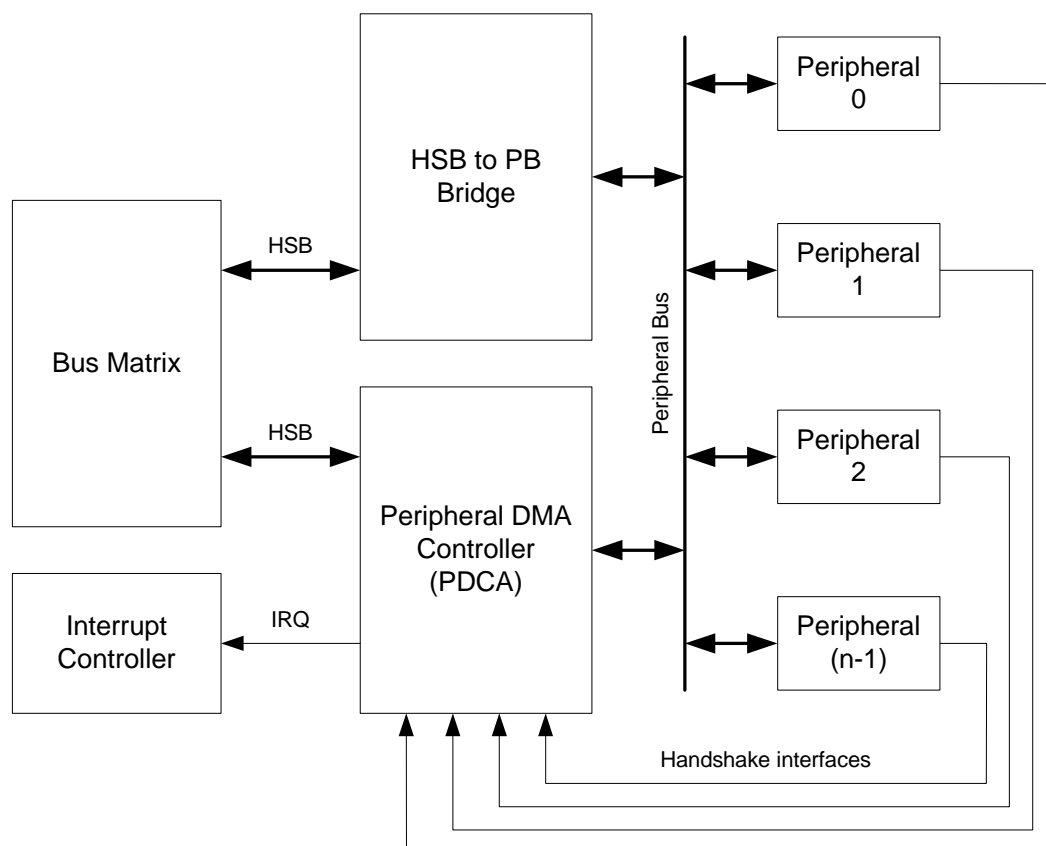 Peripheral
0
HSB to PB
Bridge
HSB
Peripheral
1
Bus Matrix
Peripheral Bus
HSB
Peripheral
2
Peripheral DMA
Controller
(PDCA)
Interrupt
Controller
IRQ
Peripheral
(n-1)
Handshake interfaces